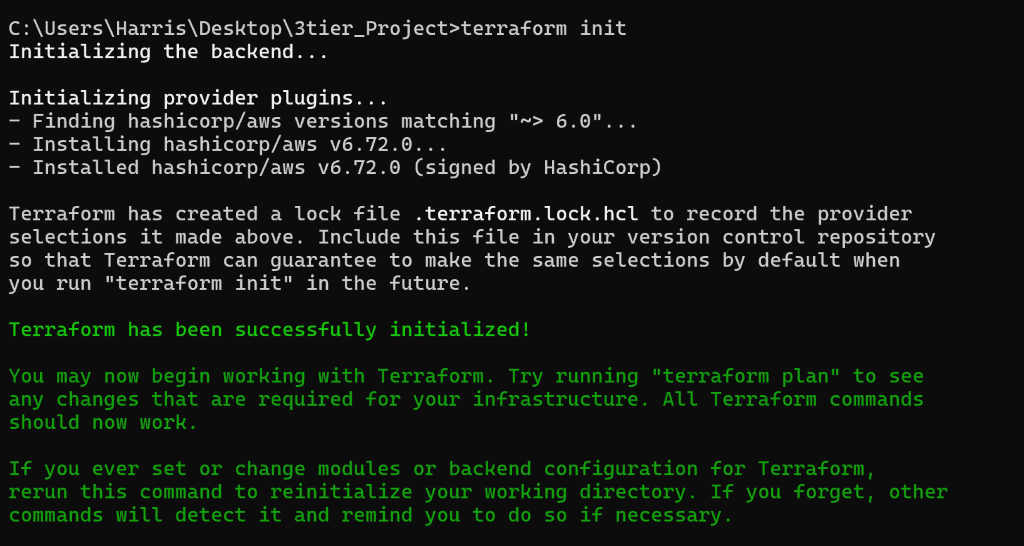 C:\Users\Harris\Desktop\3tier_Project>terraform init
Initializing the backend...
Initializing provider plugins...
- Finding hashicorp/aws versions matching "~> 6.0"...
- Installing hashicorp/aws v6.72.0...
- Installed hashicorp/aws v6.72.0 (signed by HashiCorp)
Terraform has created a lock file .terraform.lock.hcl to record the provider
selections it made above. Include this file in your version control repository
so that Terraform can guarantee to make the same selections by default when
you run "terraform init" in the future.
Terraform has been successfully initialized!
You may now begin working with Terraform. Try running "terraform plan" to see
any changes that are required for your infrastructure. All Terraform commands
should now work.
If you ever set or change modules or backend configuration for Terraform,
rerun this command to reinitialize your working directory. If you forget, other
commands will detect it and remind you to do so if necessary.